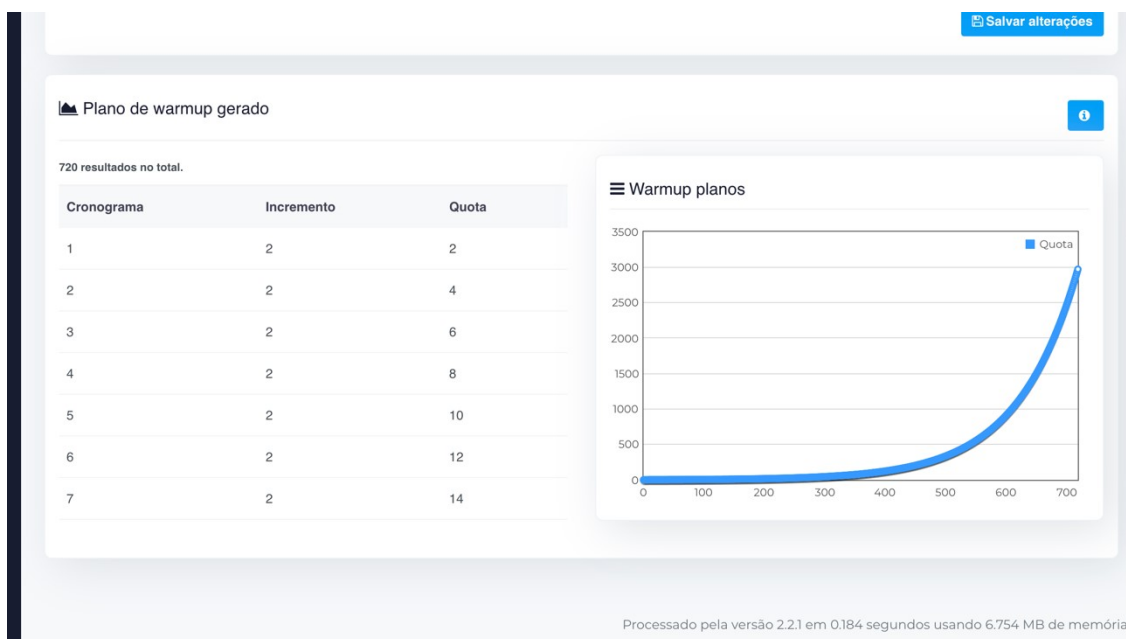 Salvar alterações
Plano de warmup gerado
720 resultados no total.
Cronograma Incremento Quota
1 2 2
2 2 4
3 2 6
4 2 8
5 2 10
6 2 12
7 2 14
Warmup planos
Quota
3500
3000
2500
2000
1500
1000
500
0
0 100 200 300 400 500 600 700
Processado pela versão 2.2.1 em 0.184 segundos usando 6.754 MB de memória